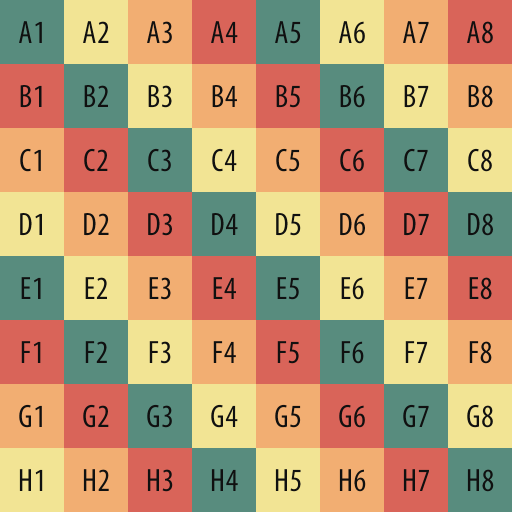 A1 A2 A3 A4 A5 A6 A7 A8
B1 B2 B3 B4 B5 B6 B7 B8
C1 C2 C3 C4 C5 C6 C7 C8
D1 D2 D3 D4 D5 D6 D7 D8
E1 E2 E3 E4 E5 E6 E7 E8
F1 F2 F3 F4 F5 F6 F7 F8
G1 G2 G3 G4 G5 G6 G7 G8
H1 H2 H3 H4 H5 H6 H7 H8